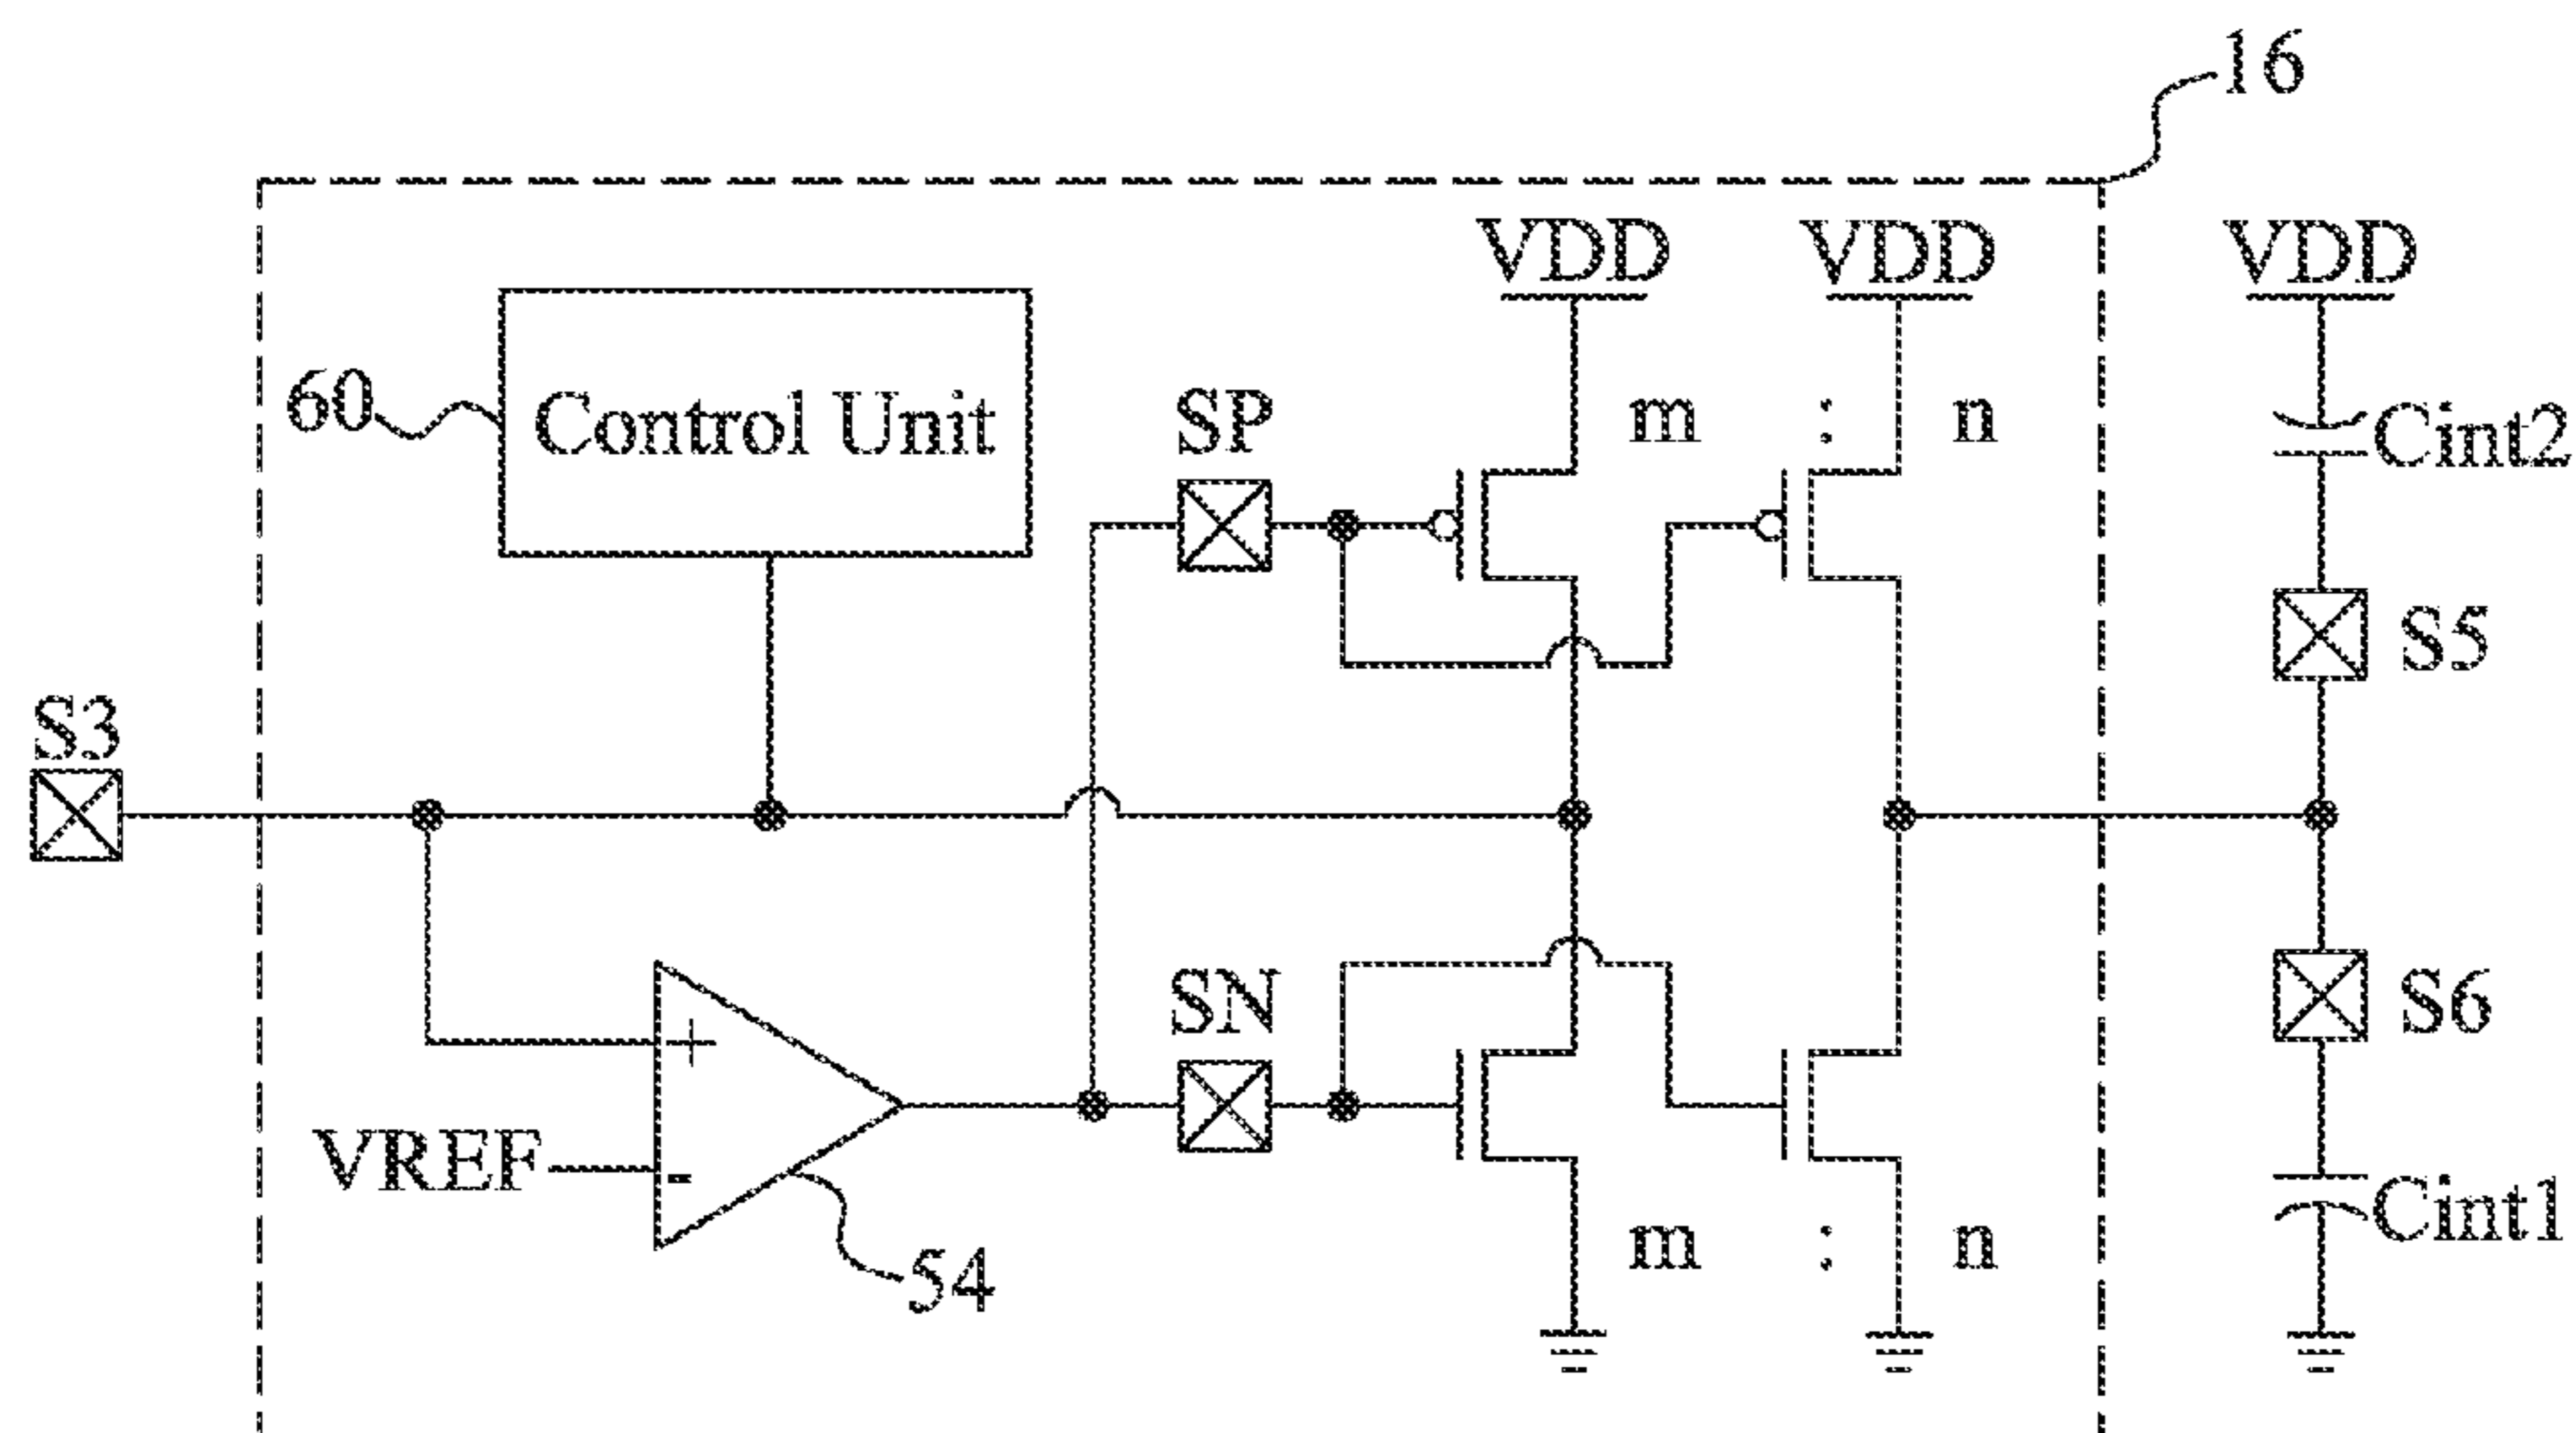 16
VDD VDD VDD
60 Control Unit SP m : n Cint2
S5
S3
SN S6
+
VREF -
m : n Cint1
54